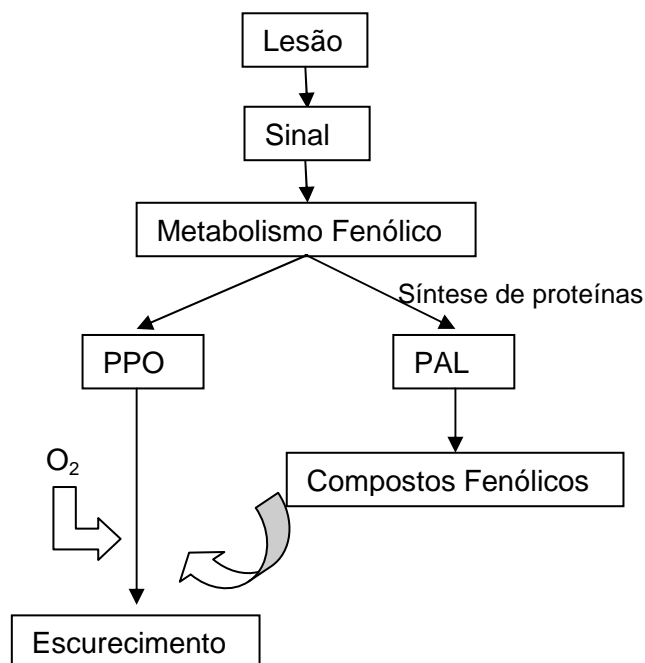 Lesão
Sinal
Metabolismo Fenólico
Síntese de proteínas
PPO
PAL
O₂
Compostos Fenólicos
Escurecimento